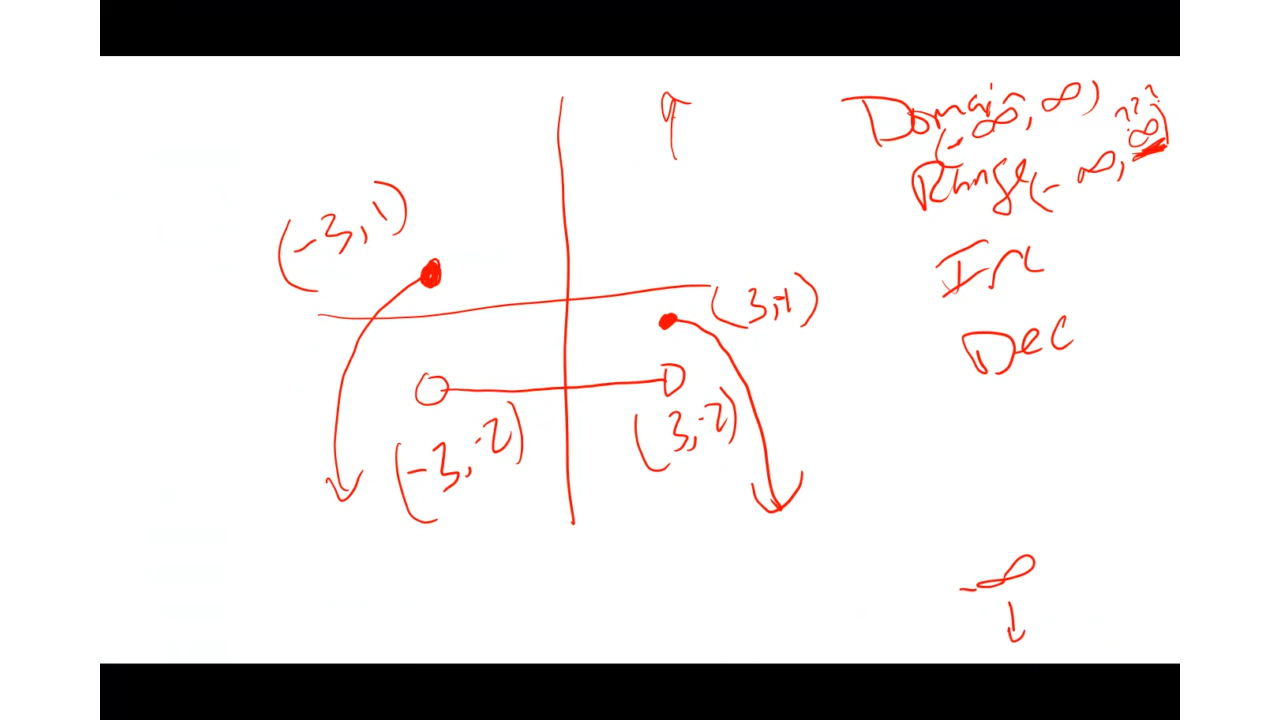 Domain
(-∞, ∞)
???
Range (-∞, ∞)
(-3, 1)
Inc
(3, -1)
Dec
(3, -2)
(-3, -2)
-∞
↓